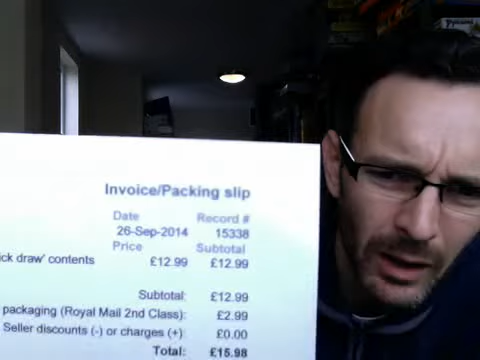 Invoice/Packing slip
Date Record #
26-Sep-2014 15338
Price Subtotal
ick draw' contents £12.99 £12.99
Subtotal: £12.99
packaging (Royal Mail 2nd Class): £2.99
Seller discounts (-) or charges (+): £0.00
Total: £15.98